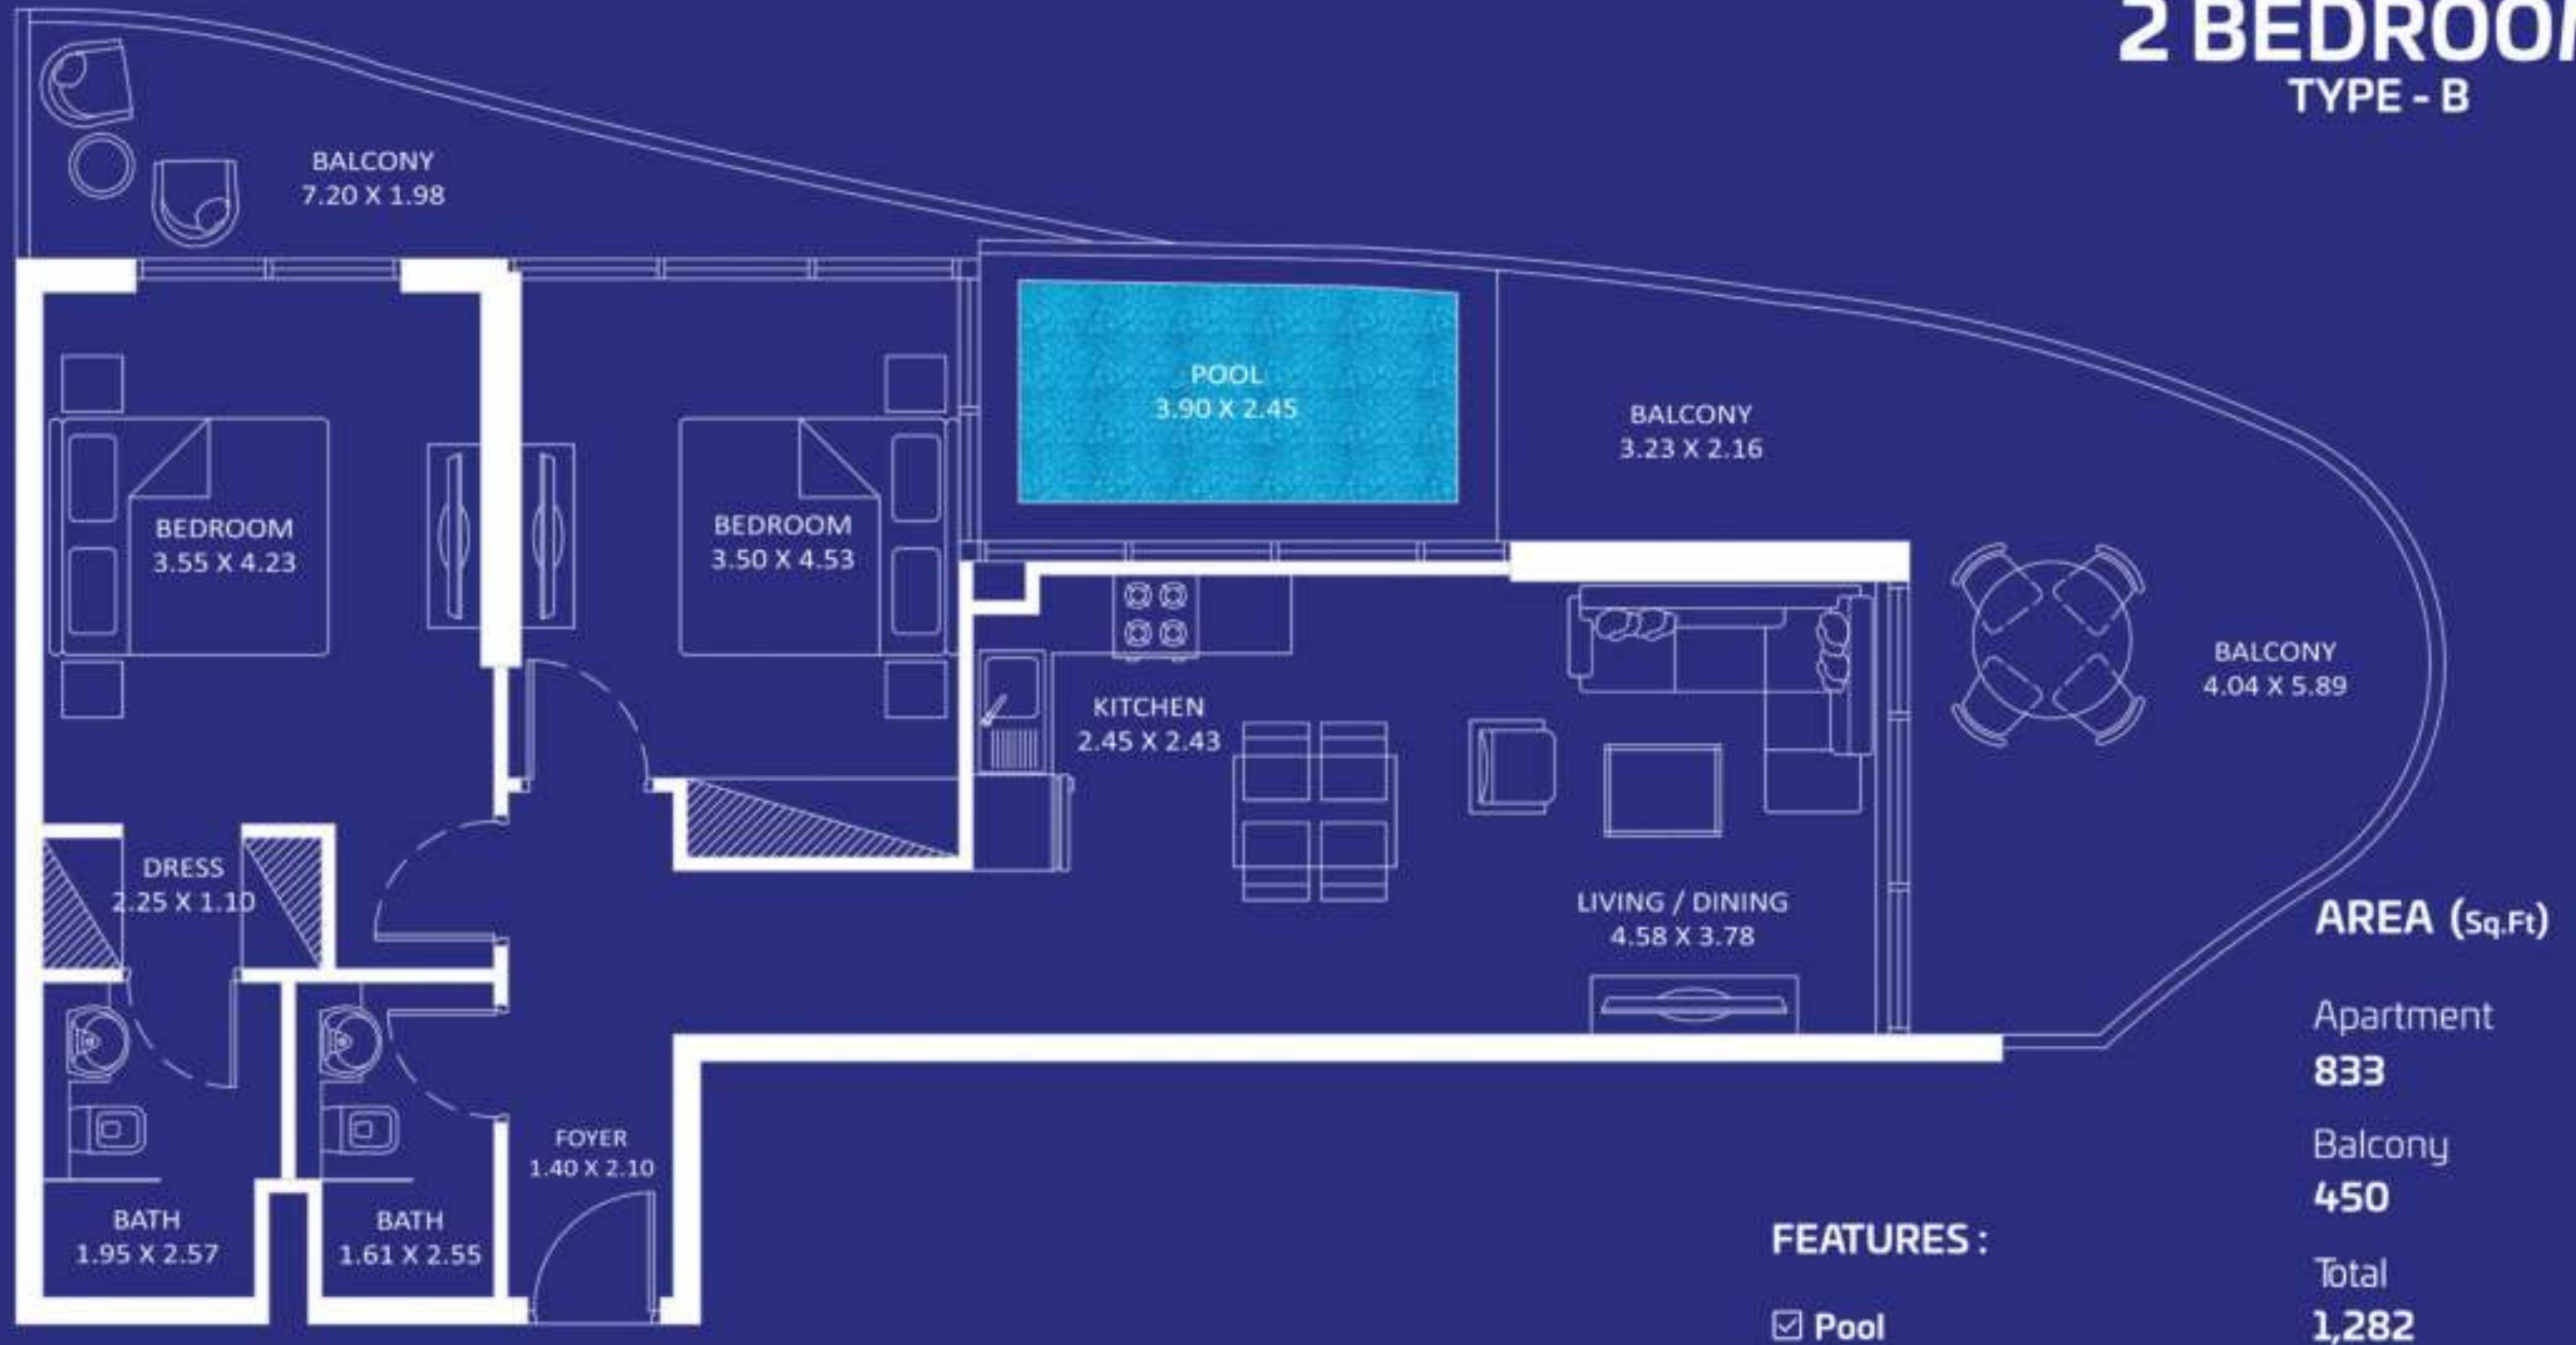 2 BEDROOM
TYPE - B
BALCONY
7.20 X 1.98
POOL
3.90 X 2.45
BALCONY
3.23 X 2.16
BEDROOM
3.55 X 4.23
BEDROOM
3.50 X 4.53
BALCONY
4.04 X 5.89
KITCHEN
2.45 X 2.43
DRESS
2.25 X 1.10
LIVING / DINING
4.58 X 3.78
FOYER
1.40 X 2.10
BATH
1.95 X 2.57
BATH
1.61 X 2.55
AREA (Sq.Ft)
Apartment
833
Balcony
450
Total
1,282
FEATURES :
Pool